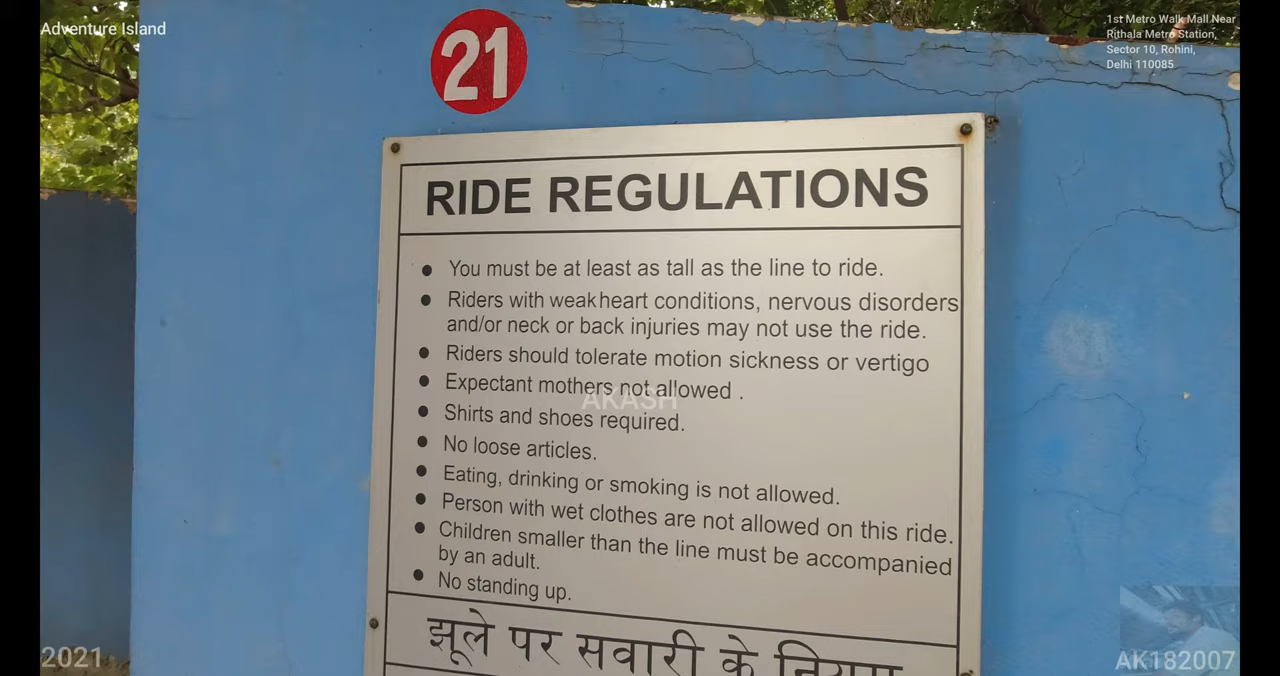 Adventure Island
1st Metro Walk Mall Near
Rithala Metro Station,
Sector 10, Rohini,
Delhi 110085
21
RIDE REGULATIONS
● You must be at least as tall as the line to ride.
● Riders with weak heart conditions, nervous disorders
and/or neck or back injuries may not use the ride.
● Riders should tolerate motion sickness or vertigo
● Expectant mothers not allowed .
AKASH
● Shirts and shoes required.
● No loose articles.
● Eating, drinking or smoking is not allowed.
● Person with wet clothes are not allowed on this ride.
● Children smaller than the line must be accompanied
by an adult.
● No standing up.
झूले पर सवारी के नियम
2021
AK182007